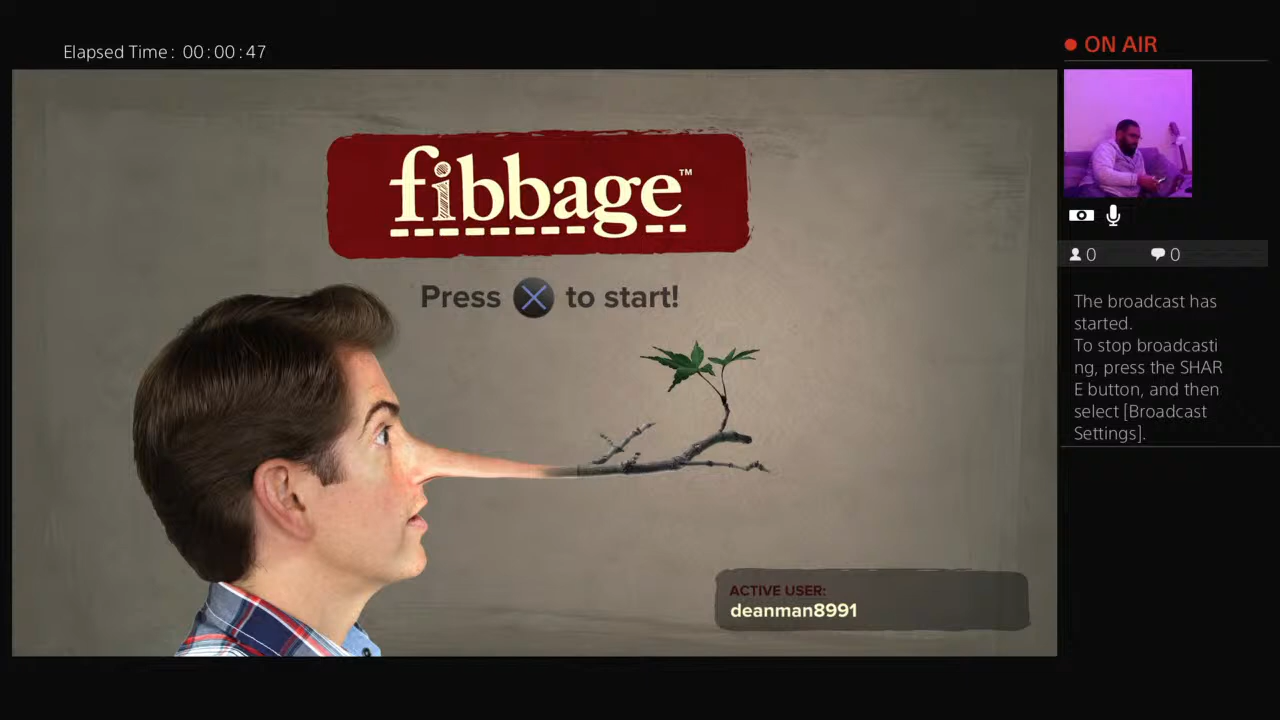 Elapsed Time: 00:00:47
ON AIR
fibbage™
Press X to start!
0 0
The broadcast has
started.
To stop broadcasti
ng, press the SHAR
E button, and then
select [Broadcast
Settings].
ACTIVE USER:
deanman8991